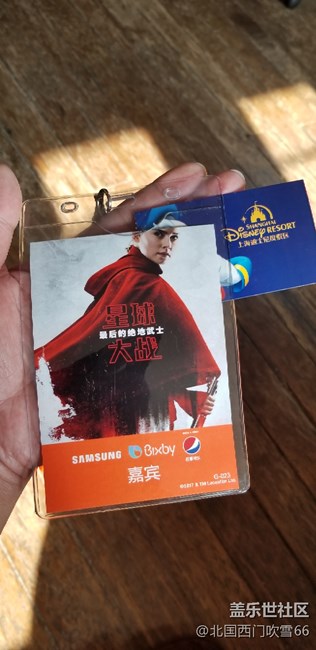 SHANGHAI
DISNEY RESORT
上海迪士尼度假区
星球
最后的绝地武士
大战
SAMSUNG
Bixby
嘉宾
G-023
盖乐世社区
@北国西门吹雪66